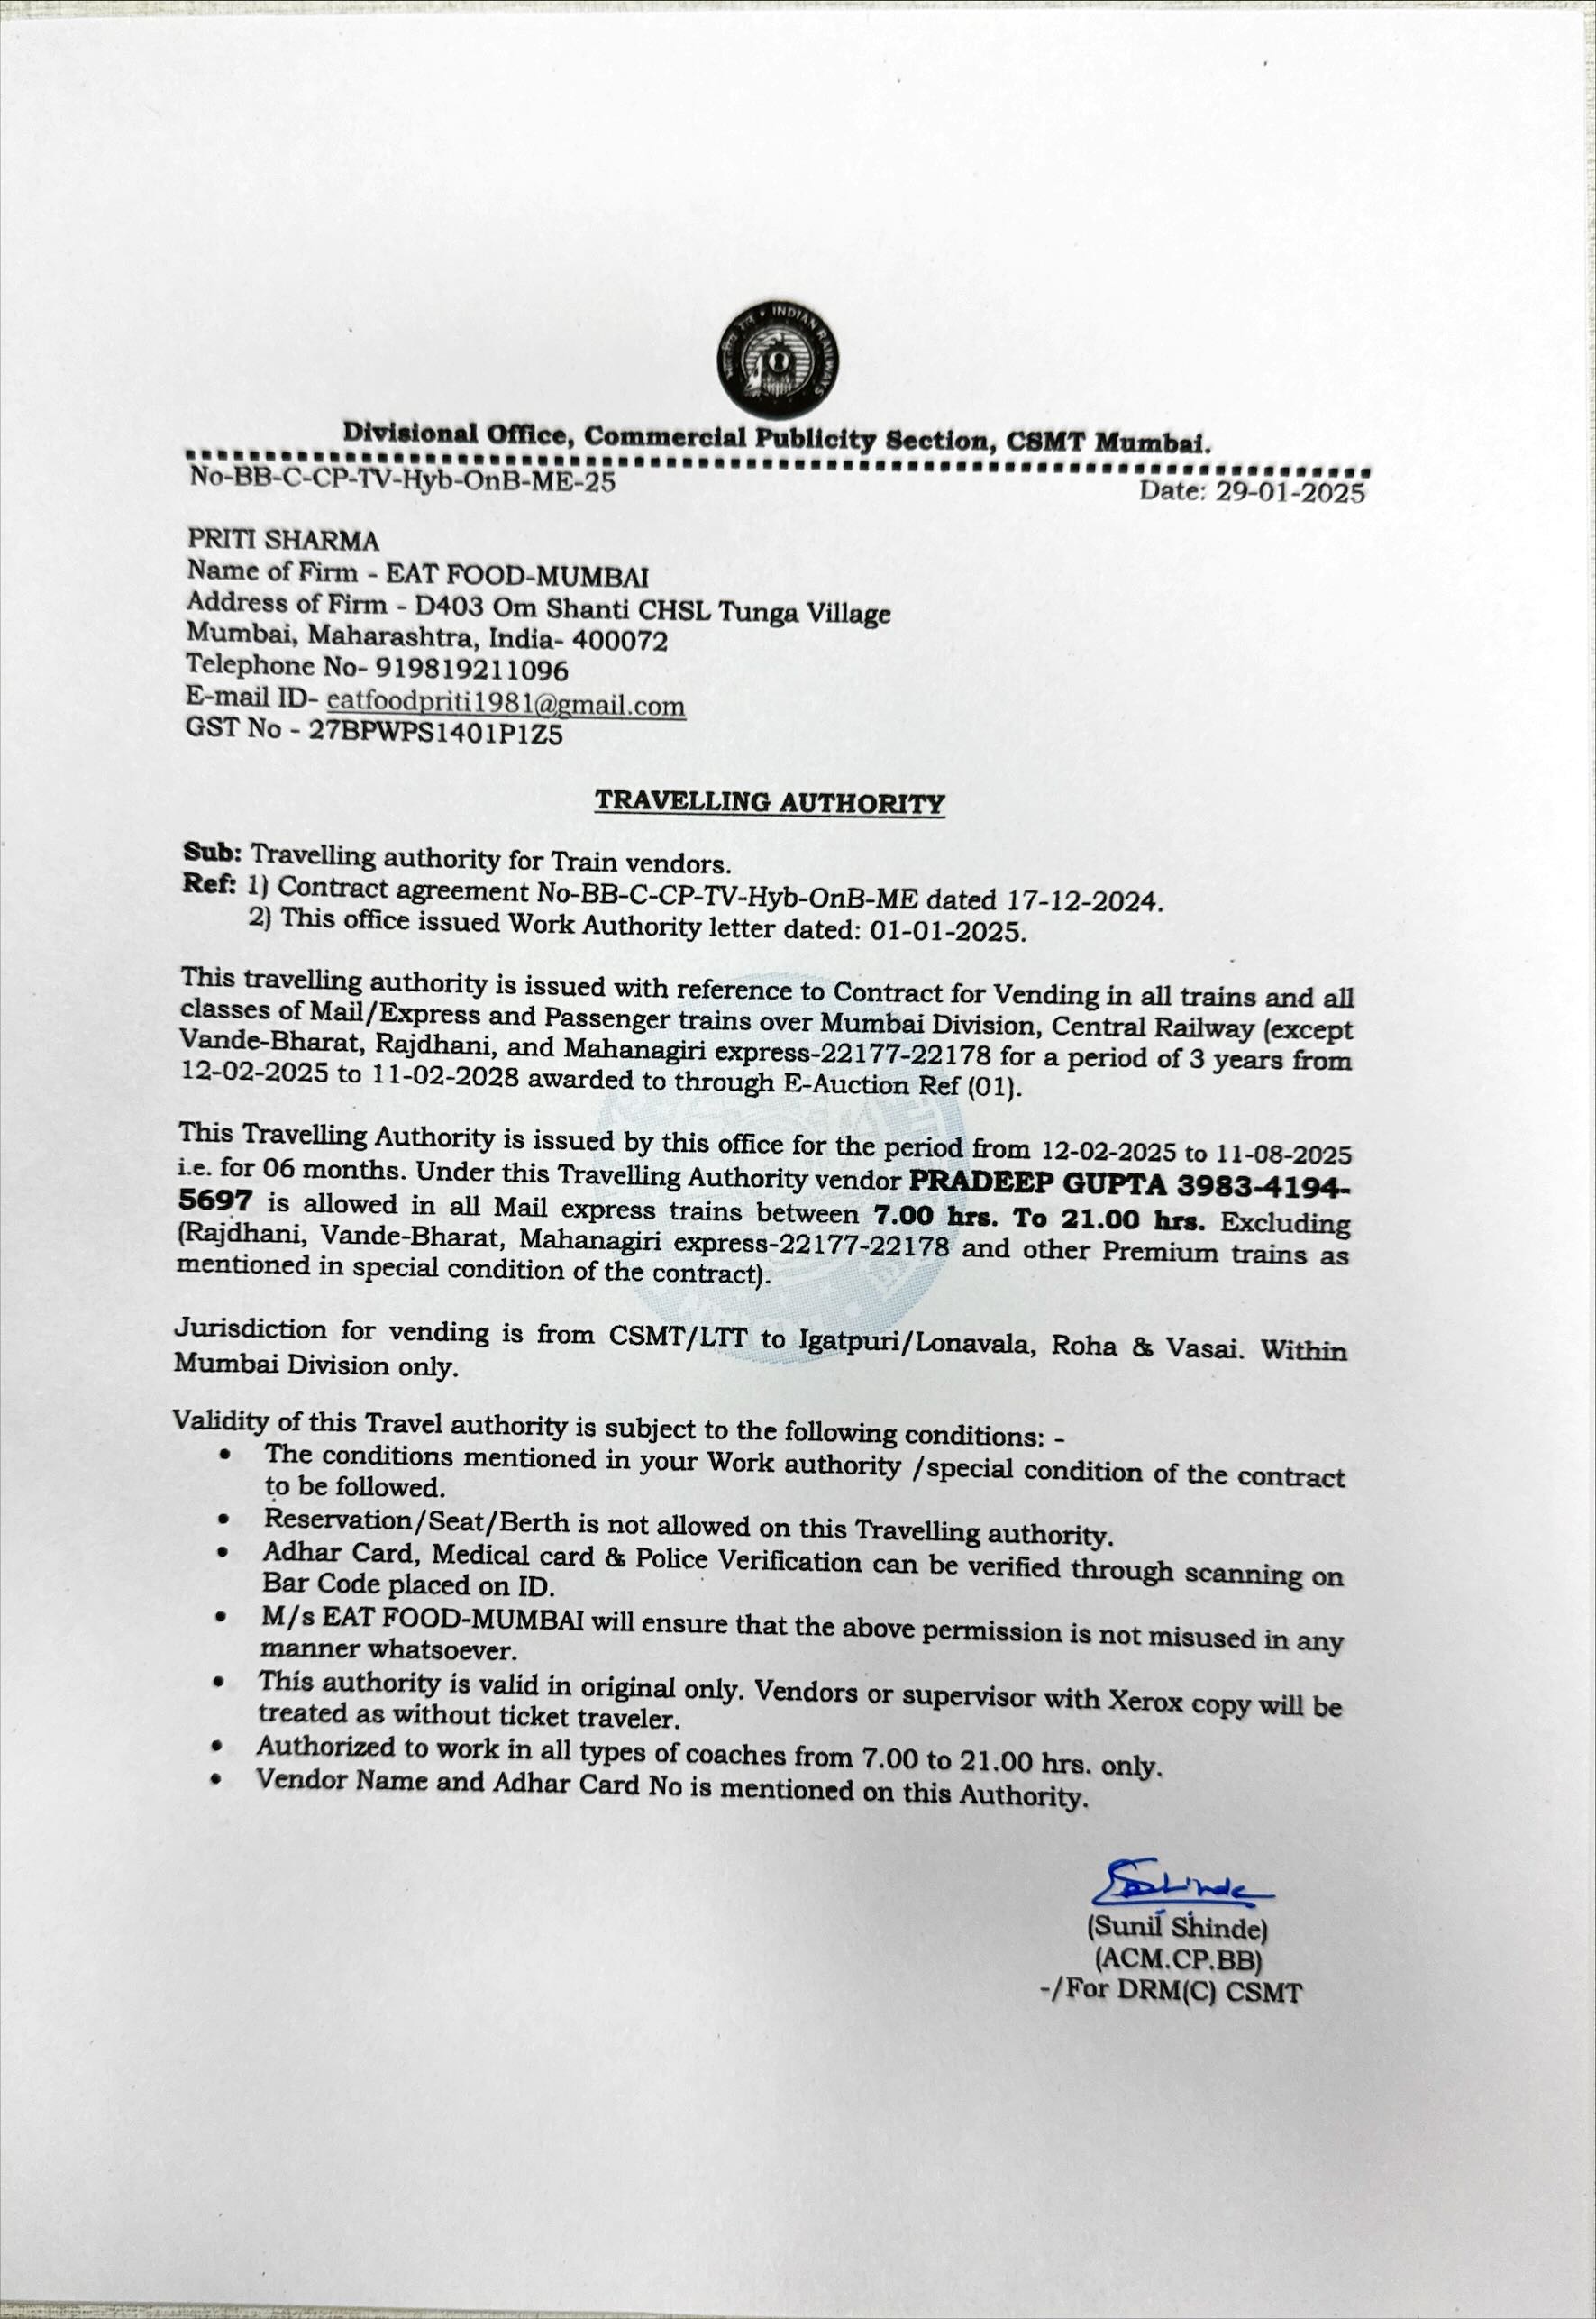 INDIAN RAILWAYS
Divisional Office, Commercial Publicity Section, CSMT Mumbai.
No-BB-C-CP-TV-Hyb-OnB-ME-25
Date: 29-01-2025
PRITI SHARMA
Name of Firm - EAT FOOD-MUMBAI
Address of Firm - D403 Om Shanti CHSL Tunga Village
Mumbai, Maharashtra, India- 400072
Telephone No- 919819211096
E-mail ID- eatfoodpriti1981@gmail.com
GST No - 27BPWPS1401P1Z5
TRAVELLING AUTHORITY
Sub: Travelling authority for Train vendors.
Ref: 1) Contract agreement No-BB-C-CP-TV-Hyb-OnB-ME dated 17-12-2024.
2) This office issued Work Authority letter dated: 01-01-2025.
This travelling authority is issued with reference to Contract for Vending in all trains and all
classes of Mail/Express and Passenger trains over Mumbai Division, Central Railway (except
Vande-Bharat, Rajdhani, and Mahanagiri express-22177-22178 for a period of 3 years from
12-02-2025 to 11-02-2028 awarded to through E-Auction Ref (01).
This Travelling Authority is issued by this office for the period from 12-02-2025 to 11-08-2025
i.e. for 06 months. Under this Travelling Authority vendor PRADEEP GUPTA 3983-4194-
5697 is allowed in all Mail express trains between 7.00 hrs. To 21.00 hrs. Excluding
(Rajdhani, Vande-Bharat, Mahanagiri express-22177-22178 and other Premium trains as
mentioned in special condition of the contract).
Jurisdiction for vending is from CSMT/LTT to Igatpuri/Lonavala, Roha & Vasai. Within
Mumbai Division only.
Validity of this Travel authority is subject to the following conditions: -
• The conditions mentioned in your Work authority /special condition of the contract
to be followed.
• Reservation/Seat/Berth is not allowed on this Travelling authority.
• Adhar Card, Medical card & Police Verification can be verified through scanning on
Bar Code placed on ID.
• M/s EAT FOOD-MUMBAI will ensure that the above permission is not misused in any
manner whatsoever.
• This authority is valid in original only. Vendors or supervisor with Xerox copy will be
treated as without ticket traveler.
• Authorized to work in all types of coaches from 7.00 to 21.00 hrs. only.
• Vendor Name and Adhar Card No is mentioned on this Authority.
(Sunil Shinde)
(ACM.CP.BB)
-/For DRM(C) CSMT